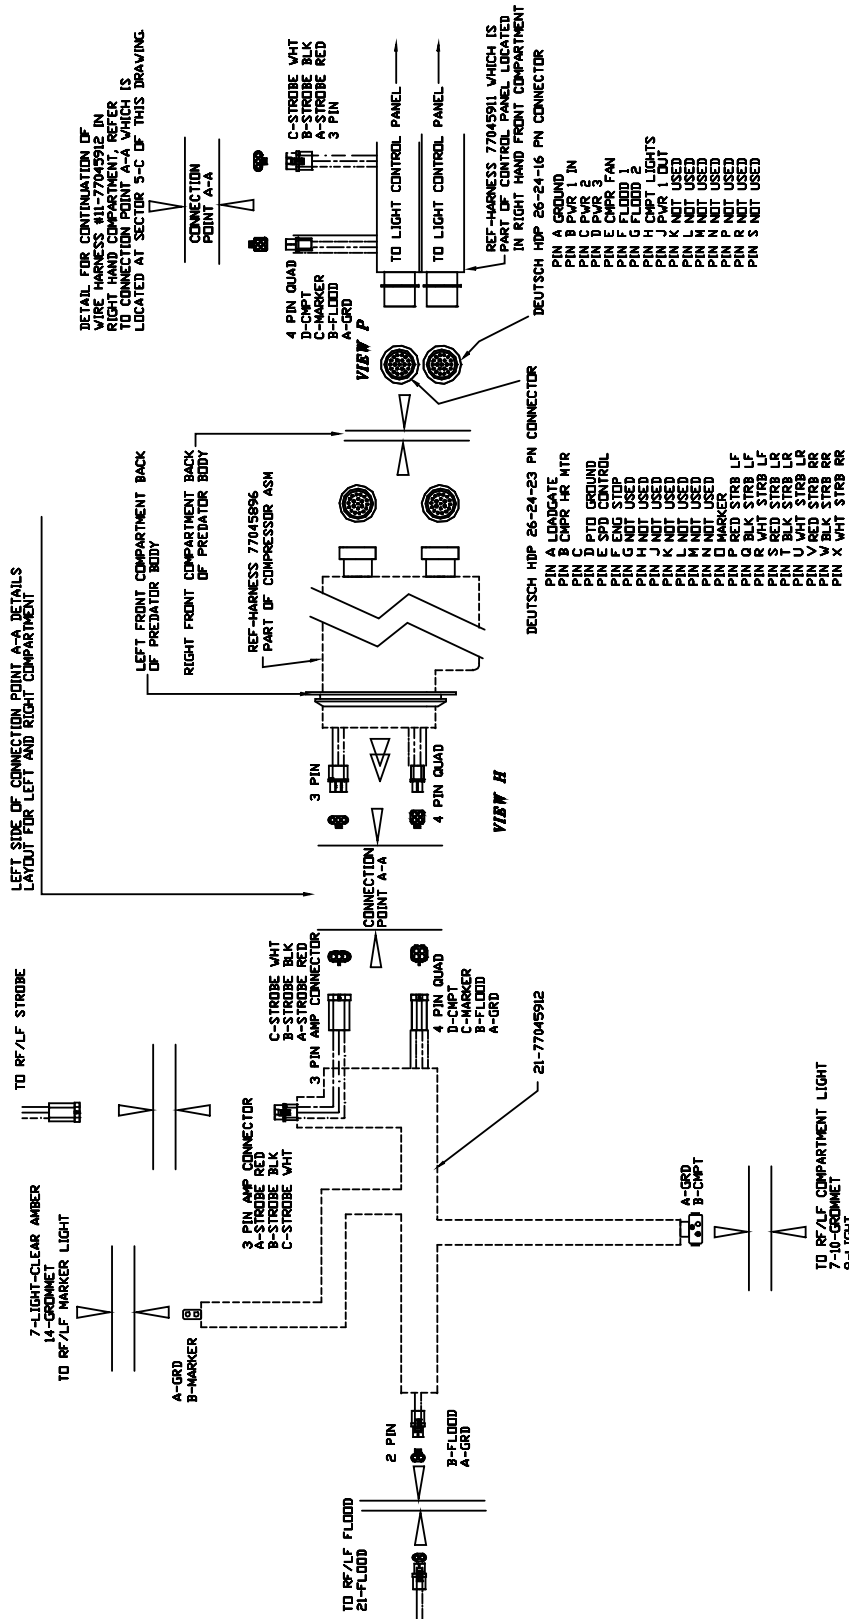 LEFT SIDE OF CONNECTION POINT A-A DETAILS
LAYOUT FOR LEFT AND RIGHT COMPARTMENT
DETAIL FOR CONTINUATION OF
WIRE HARNESS #11-77045912 IN
RIGHT HAND COMPARTMENT, REFER
TO CONNECTION POINT A-A WHICH IS
LOCATED AT SECTOR 5-C OF THIS DRAWING.
CONNECTION
POINT A-A
C-STROBE WHT
B-STROBE BLK
A-STROBE RED
3 PIN
4 PIN QUAD
D-CMPT
C-MARKER
B-FLOOD
A-GRD
TO LIGHT CONTROL PANEL
TO LIGHT CONTROL PANEL
VIEW P
REF-HARNESS 77045911 WHICH IS
PART OF CONTROL PANEL LOCATED
IN RIGHT HAND FRONT COMPARTMENT
DEUTSCH HDP 26-24-16 PN CONNECTOR
PIN A GROUND
PIN B PWR 1 IN
PIN C PWR 2
PIN D PWR 3
PIN E CMPR FAN
PIN F FLOOD 1
PIN G FLOOD 2
PIN H CMPT LIGHTS
PIN J PWR 1 OUT
PIN K NOT USED
PIN L NOT USED
PIN M NOT USED
PIN N NOT USED
PIN P NOT USED
PIN R NOT USED
PIN S NOT USED
LEFT FRONT COMPARTMENT BACK
OF PREDATOR BODY
RIGHT FRONT COMPARTMENT BACK
OF PREDATOR BODY
REF-HARNESS 77045896
PART OF COMPRESSOR ASM
DEUTSCH HDP 26-24-23 PN CONNECTOR
PIN A LOADGATE
PIN B CMPR HR MTR
PIN C
PIN D PTO GROUND
PIN E SPD CONTROL
PIN F ENG STOP
PIN G NOT USED
PIN H NOT USED
PIN J NOT USED
PIN K NOT USED
PIN L NOT USED
PIN M NOT USED
PIN N NOT USED
PIN O MARKER
PIN P RED STRB LF
PIN Q BLK STRB LF
PIN R WHT STRB LF
PIN S RED STRB LR
PIN T BLK STRB LR
PIN U WHT STRB LR
PIN V RED STRB RR
PIN W BLK STRB RR
PIN X WHT STRB RR
3 PIN
4 PIN QUAD
VIEW H
CONNECTION
POINT A-A
TO RF/LF STROBE
C-STROBE WHT
B-STROBE BLK
A-STROBE RED
3 PIN AMP CONNECTOR
4 PIN QUAD
D-CMPT
C-MARKER
B-FLOOD
A-GRD
21-77045912
3 PIN AMP CONNECTOR
A-STROBE RED
B-STROBE BLK
C-STROBE WHT
7-LIGHT-CLEAR AMBER
14-GROMMET
TO RF/LF MARKER LIGHT
A-GRD
B-MARKER
A-GRD
B-CMPT
TO RF/LF COMPARTMENT LIGHT
7-10-GROMMET
2 PIN
B-FLOOD
A-GRD
TO RF/LF FLOOD
21-FLOOD